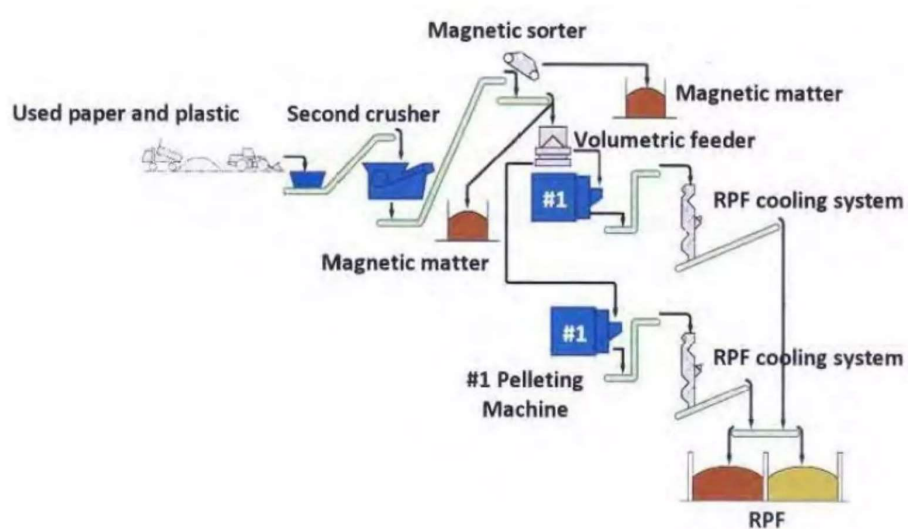 Magnetic sorter
Magnetic matter
Used paper and plastic
Second crusher
Volumetric feeder
#1
RPF cooling system
Magnetic matter
#1
RPF cooling system
#1 Pelleting
Machine
RPF